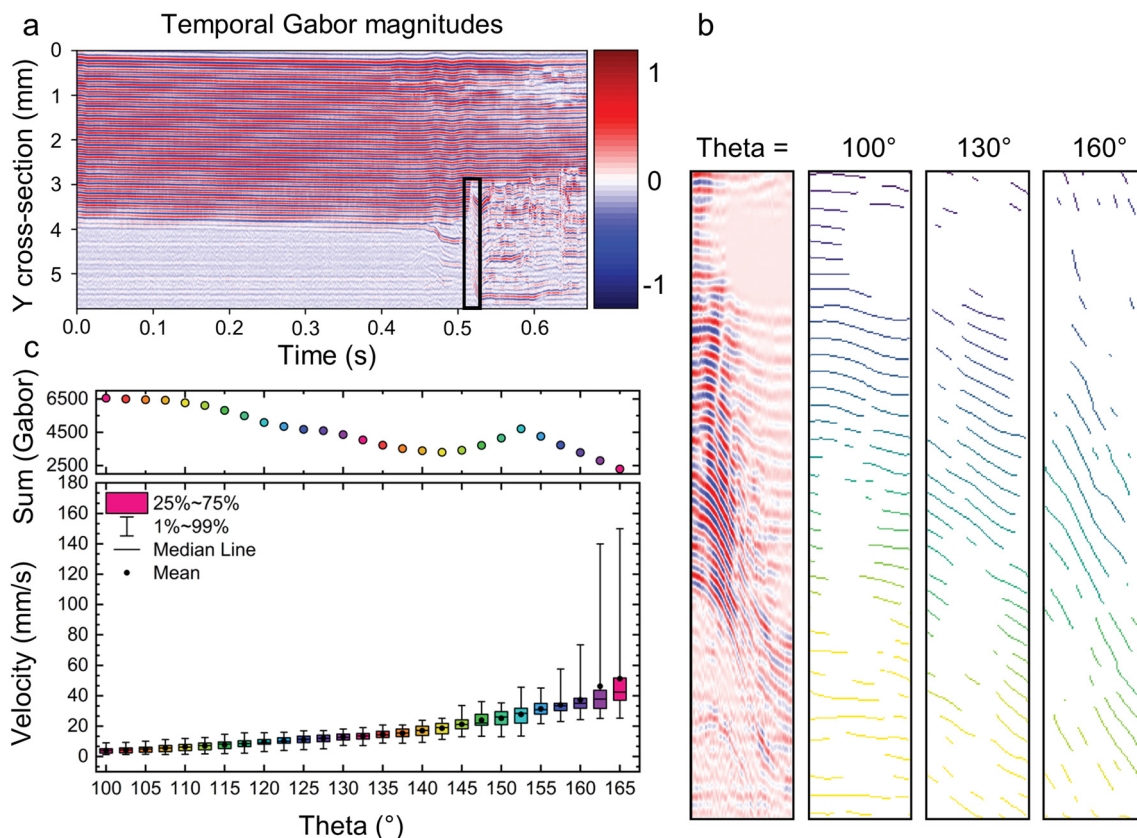 a
Temporal Gabor magnitudes
b
Y cross-section (mm)
0
1
2
3
4
5
1
0
-1
0.0 0.1 0.2 0.3 0.4 0.5 0.6
Time (s)
Theta = 100° 130° 160°
c
Sum (Gabor)
6500
4500
2500
Velocity (mm/s)
180
160
140
120
100
80
60
40
20
0
25%~75%
1%~99%
Median Line
Mean
100 105 110 115 120 125 130 135 140 145 150 155 160 165
Theta (°)